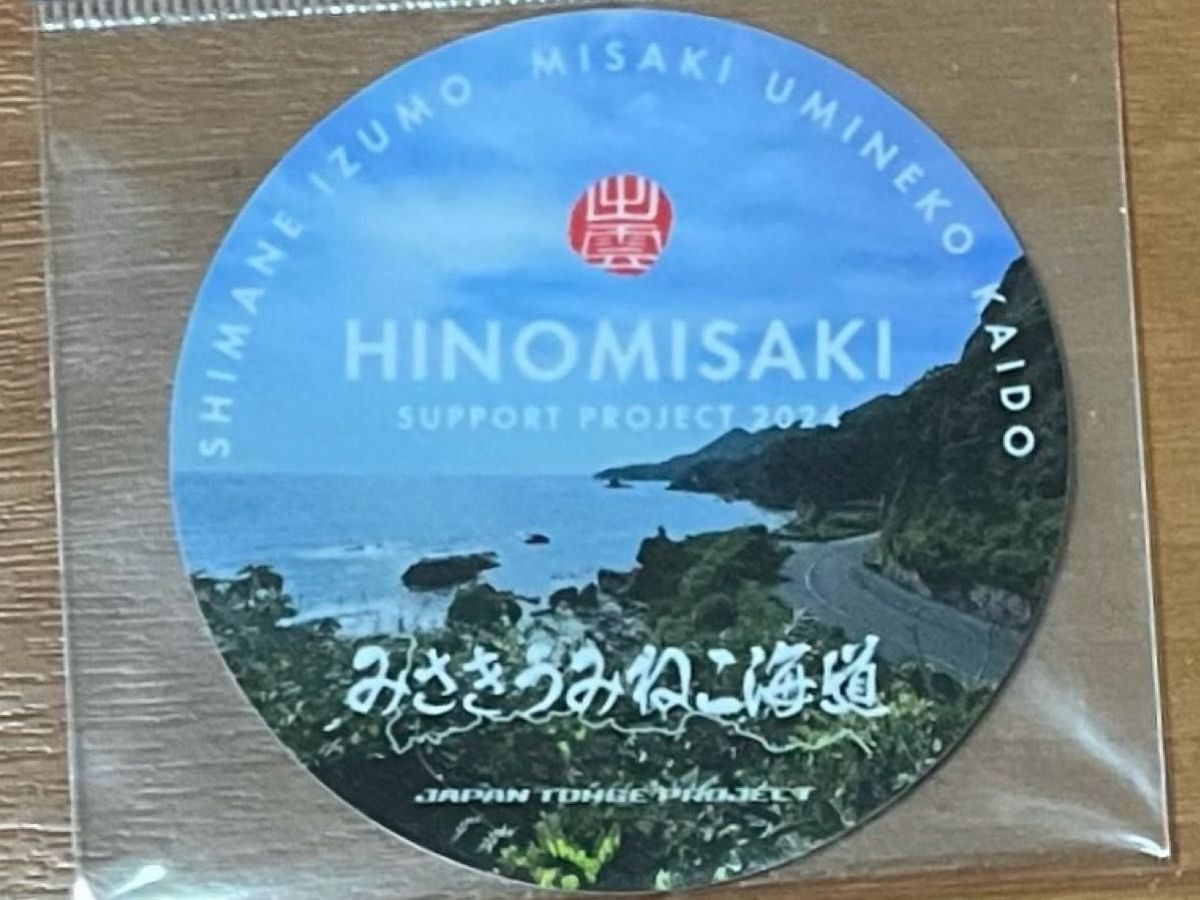 SHIMANE IZUMO MISAKI UMINEKO KAIDO
出雲
HINOMISAKI
SUPPORT PROJECT 2024
みさきうみねこ海道
JAPAN TOHGE PROJECT